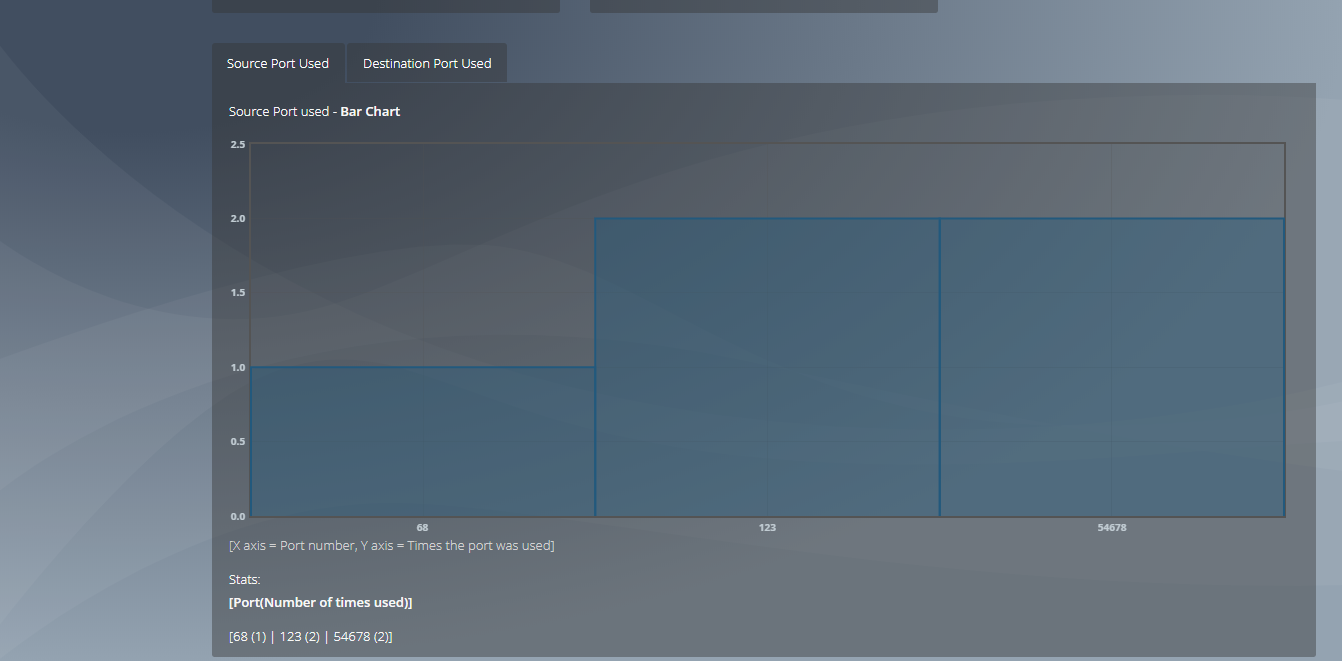 Source Port Used
Destination Port Used
Source Port used - Bar Chart
2.5
2.0
1.5
1.0
0.5
0.0
68
123
54678
[X axis = Port number, Y axis = Times the port was used]
Stats:
[Port(Number of times used)]
[68 (1) | 123 (2) | 54678 (2)]